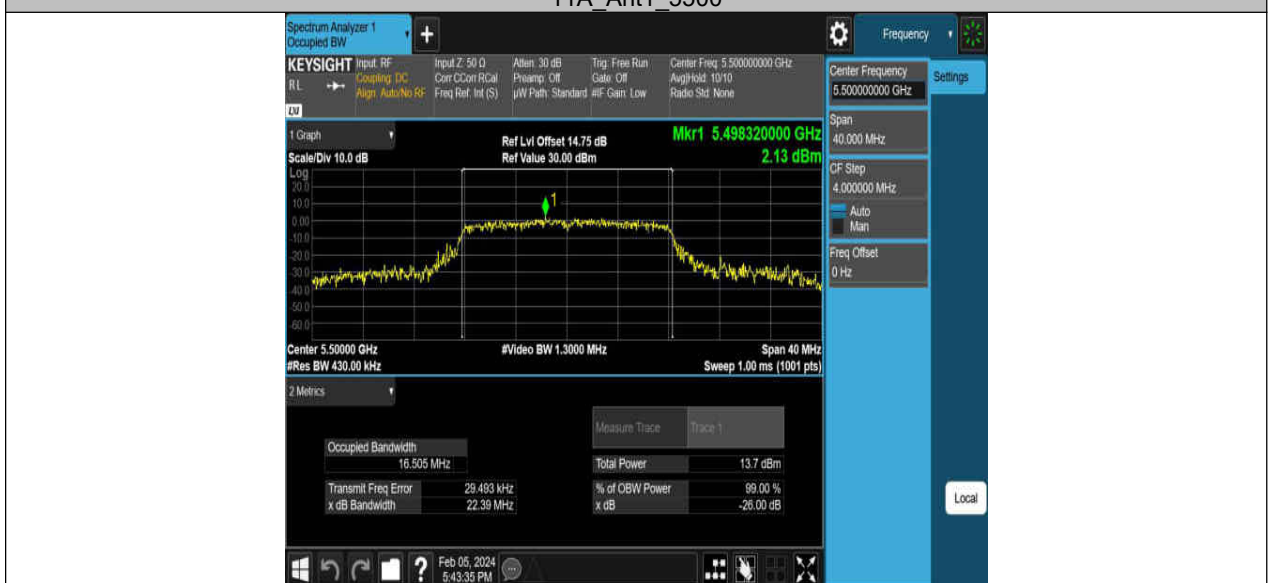 Spectrum Analyzer 1
Occupied BW
Frequency
KEYSIGHT
RL
LXI
Input: RF
Coupling: DC
Align: Auto/No RF
Input Z: 50 Ω
Corr CCorr RCal
Freq Ref: Int (S)
Atten: 30 dB
Preamp: Off
µW Path: Standard
Trig: Free Run
Gate: Off
#IF Gain: Low
Center Freq: 5.500000000 GHz
Avg|Hold: 10/10
Radio Std: None
Center Frequency
5.500000000 GHz
Settings
Span
40.000 MHz
CF Step
4.000000 MHz
Auto
Man
Freq Offset
0 Hz
1 Graph
Scale/Div 10.0 dB
Ref Lvl Offset 14.75 dB
Ref Value 30.00 dBm
Mkr1 5.498320000 GHz
2.13 dBm
Log
20.0
10.0
0.00
-10.0
-20.0
-30.0
-40.0
-50.0
-60.0
1
Center 5.50000 GHz
#Res BW 430.00 kHz
#Video BW 1.3000 MHz
Span 40 MHz
Sweep 1.00 ms (1001 pts)
2 Metrics
Measure Trace Trace 1
Occupied Bandwidth
16.505 MHz
Total Power 13.7 dBm
Transmit Freq Error 29.493 kHz
% of OBW Power 99.00 %
x dB Bandwidth 22.39 MHz
x dB -26.00 dB
Local
Feb 05, 2024
5:43:35 PM